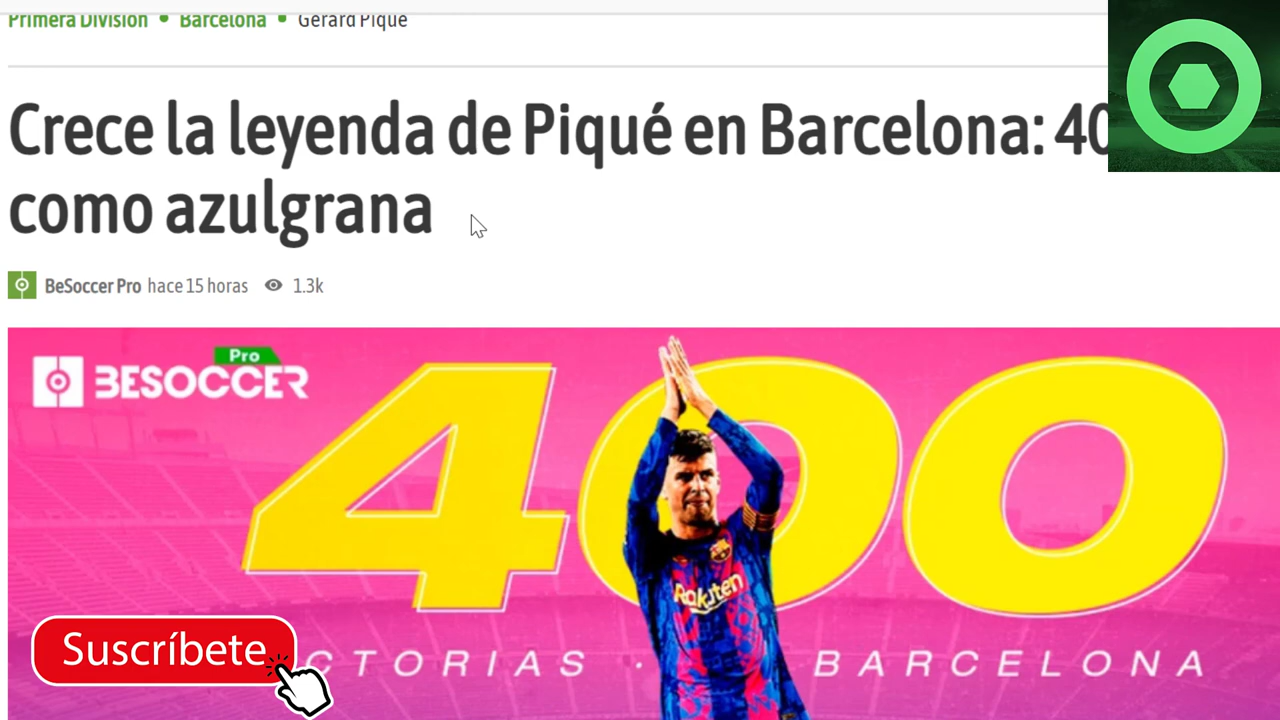 Primera División • Barcelona • Gerard Piqué
Crece la leyenda de Piqué en Barcelona: 40
como azulgrana
BeSoccer Pro hace 15 horas 1.3k
Pro
BESOCCER
400
Rakuten
CTORIAS · BARCELONA
Suscríbete